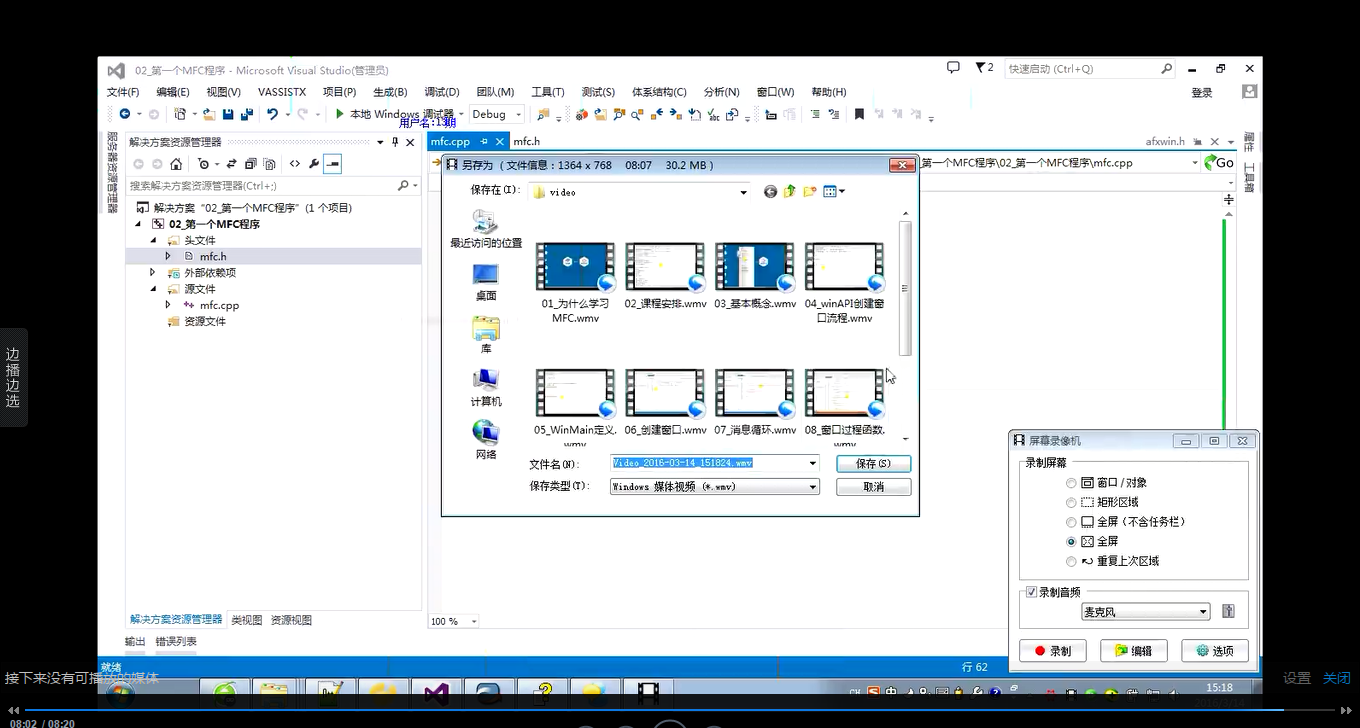 02_第一个MFC程序 - Microsoft Visual Studio(管理员)
2
快速启动 (Ctrl+Q)
文件(F) 编辑(E) 视图(V) VASSISTX 项目(P) 生成(B) 调试(D) 团队(M) 工具(T) 测试(S) 体系结构(C) 分析(N) 窗口(W) 帮助(H)
登录
本地 Windows 调试器 Debug
用户名:13期
服务器资源管理器
解决方案资源管理器
mfc.cpp mfc.h
afxwin.h
属性
工具箱
搜索解决方案资源管理器(Ctrl+;)
解决方案 "02_第一个MFC程序" (1 个项目)
02_第一个MFC程序
头文件
mfc.h
外部依赖项
源文件
mfc.cpp
资源文件
第一个MFC程序\02_第一个MFC程序\mfc.cpp
Go
另存为 ( 文件信息：1364 x 768 08:07 30.2 MB )
保存在(I): video
最近访问的位置
桌面
库
计算机
网络
01_为什么学习
MFC.wmv
02_课程安排.wmv
03_基本概念.wmv
04_winAPI创建窗
口流程.wmv
05_WinMain定义.
wmv
06_创建窗口.wmv
07_消息循环.wmv
08_窗口过程函数.
wmv
文件名(N): Video_2016-03-14_151824.wmv 保存(S)
保存类型(T): Windows 媒体视频 (*.wmv) 取消
屏幕录像机
录制屏幕
窗口 / 对象
矩形区域
全屏 (不含任务栏)
全屏
重复上次区域
录制音频
麦克风
录制 编辑 选项
100 %
解决方案资源管理器 类视图 资源视图
输出 错误列表
就绪
行 62
边播边选
接下来没有可播放的媒体
设置 关闭
CH
中
15:18
08:02 / 08:20